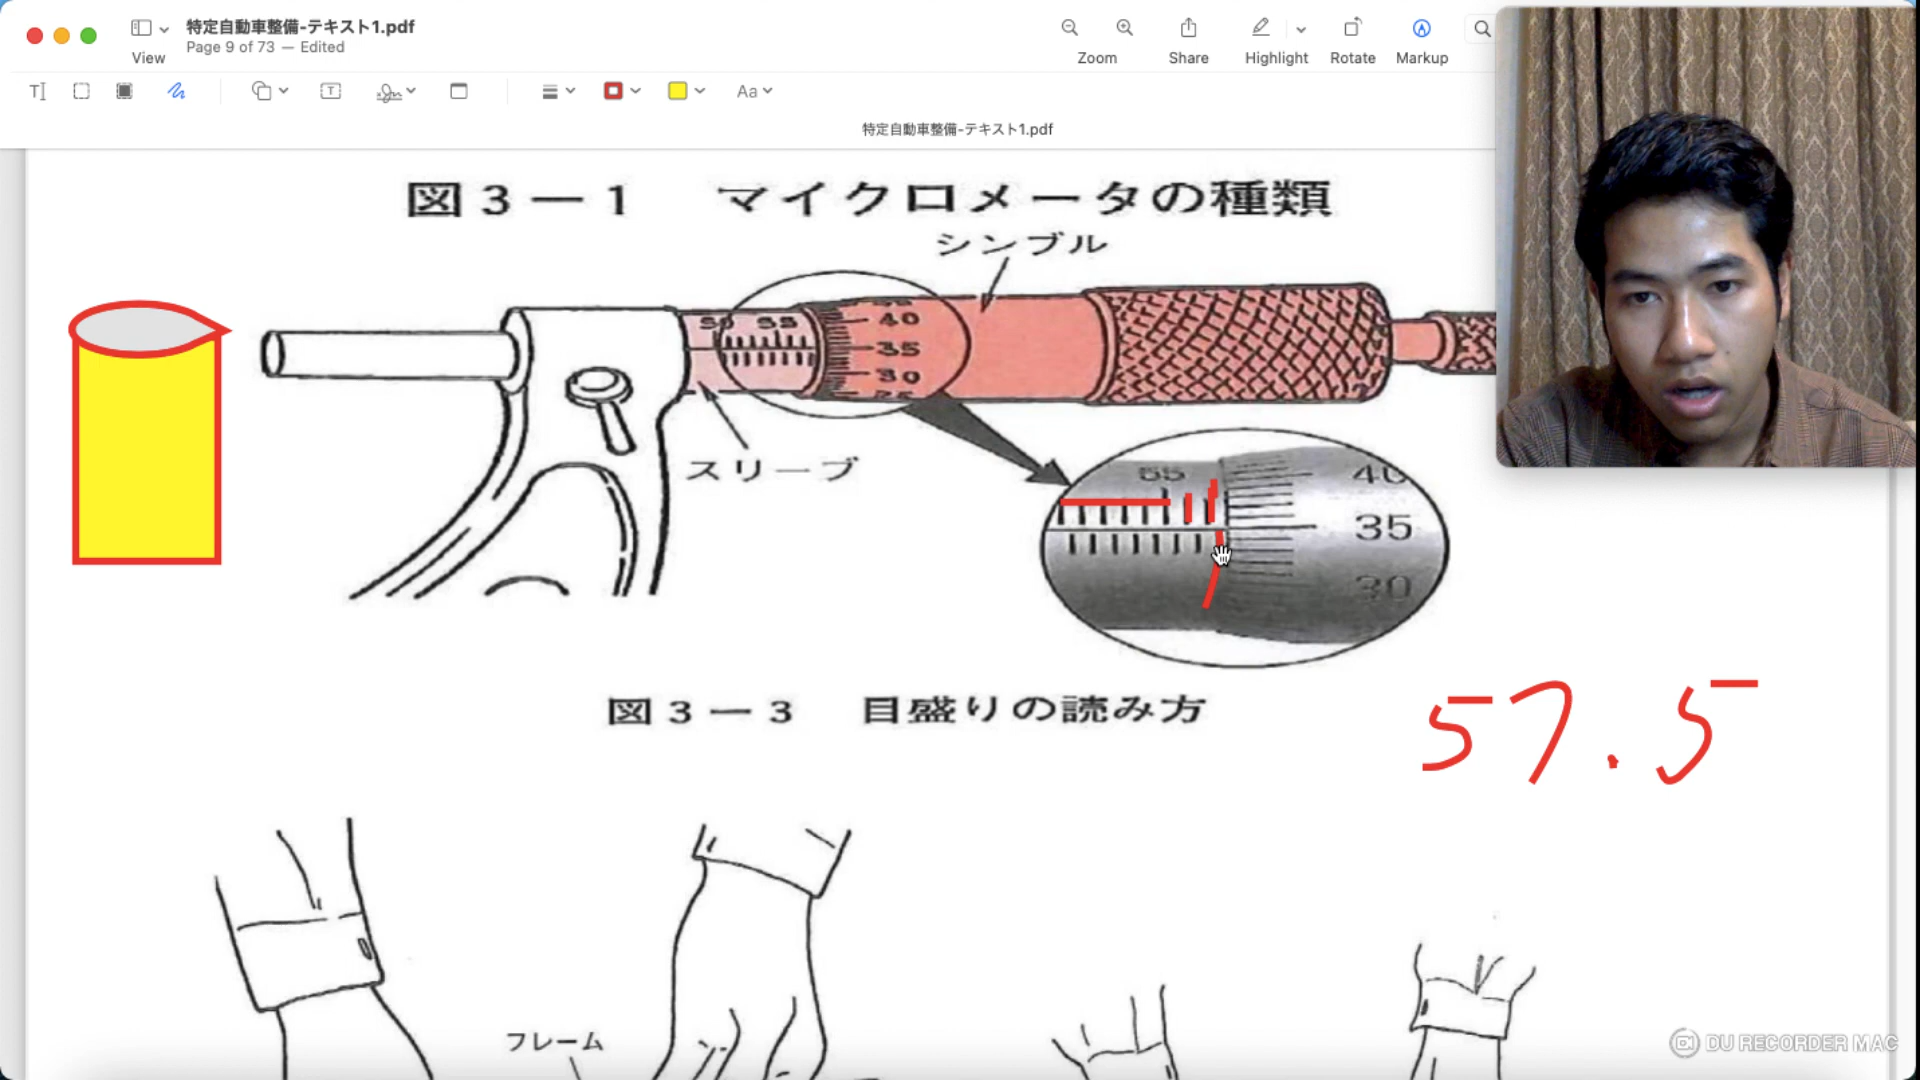 特定自動車整備-テキスト1.pdf
Page 9 of 73 — Edited
View
Zoom
Share
Highlight
Rotate
Markup
Aa
特定自動車整備-テキスト1.pdf
図3-1 マイクロメータの種類
シンブル
50 55
40
35
30
スリーブ
55
40
35
30
図3-3 目盛りの読み方
57.5
フレーム
DU RECORDER MAC